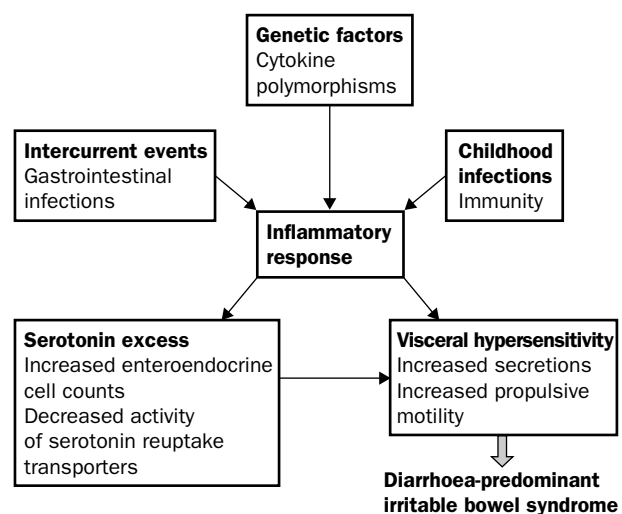 Genetic factors
Cytokine
polymorphisms
Intercurrent events
Gastrointestinal
infections
Childhood
infections
Immunity
Inflammatory
response
Serotonin excess
Increased enteroendocrine
cell counts
Decreased activity
of serotonin reuptake
transporters
Visceral hypersensitivity
Increased secretions
Increased propulsive
motility
Diarrhoea-predominant
irritable bowel syndrome